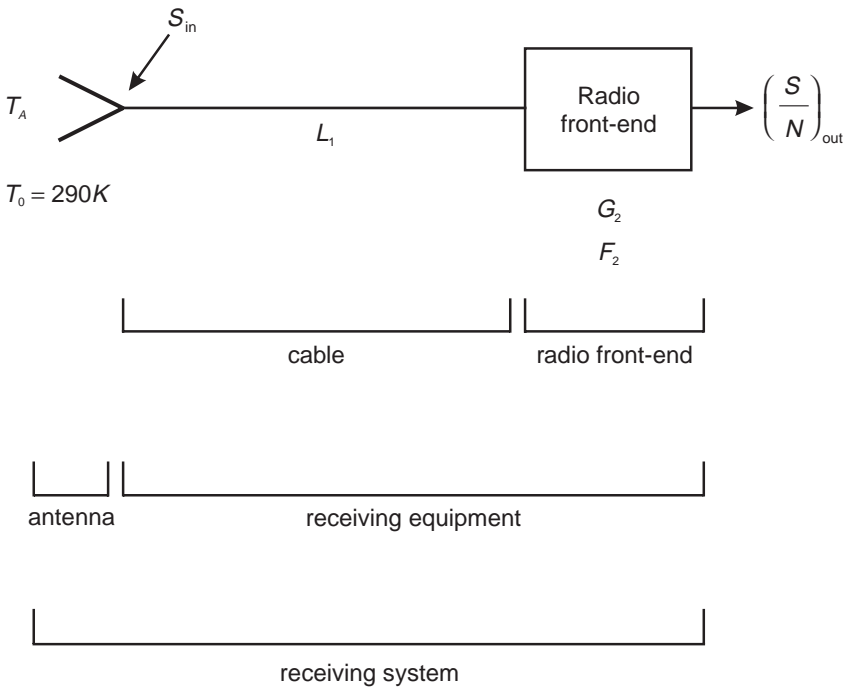 S_in
T_A
Radio
front-end
(S/N)_out
L_1
T_0 = 290K
G_2
F_2
cable
radio front-end
antenna
receiving equipment
receiving system